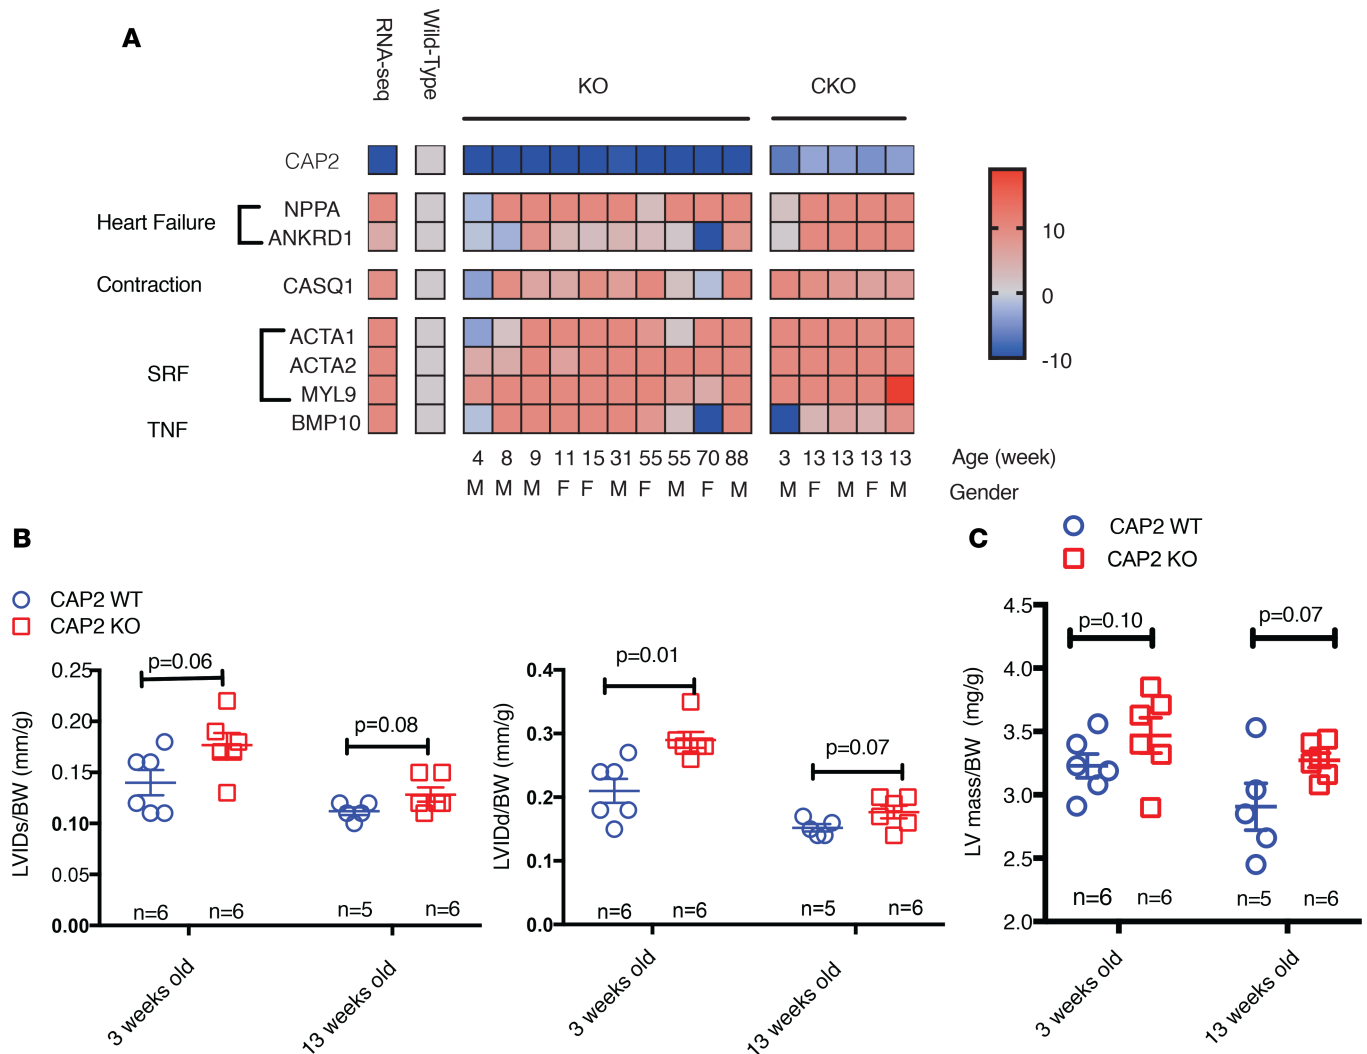 A
RNA-seq
Wild-Type
KO
CKO
CAP2
Heart Failure
NPPA
ANKRD1
Contraction
CASQ1
SRF
ACTA1
ACTA2
MYL9
TNF
BMP10
10
0
-10
4 8 9 11 15 31 55 55 70 88 3 13 13 13 13 Age (week)
M M M F F M F M F M M F M F M Gender
B
CAP2 WT
CAP2 KO
LVIDs/BW (mm/g)
0.25
0.20
0.15
0.10
0.05
0.00
p=0.06
p=0.08
n=6 n=6 n=5 n=6
3 weeks old
13 weeks old
LVIDd/BW (mm/g)
0.4
0.3
0.2
0.1
0.0
p=0.01
p=0.07
n=6 n=6 n=5 n=6
3 weeks old
13 weeks old
C
CAP2 WT
CAP2 KO
LV mass/BW (mg/g)
4.5
4.0
3.5
3.0
2.5
2.0
p=0.10
p=0.07
n=6 n=6 n=5 n=6
3 weeks old
13 weeks old